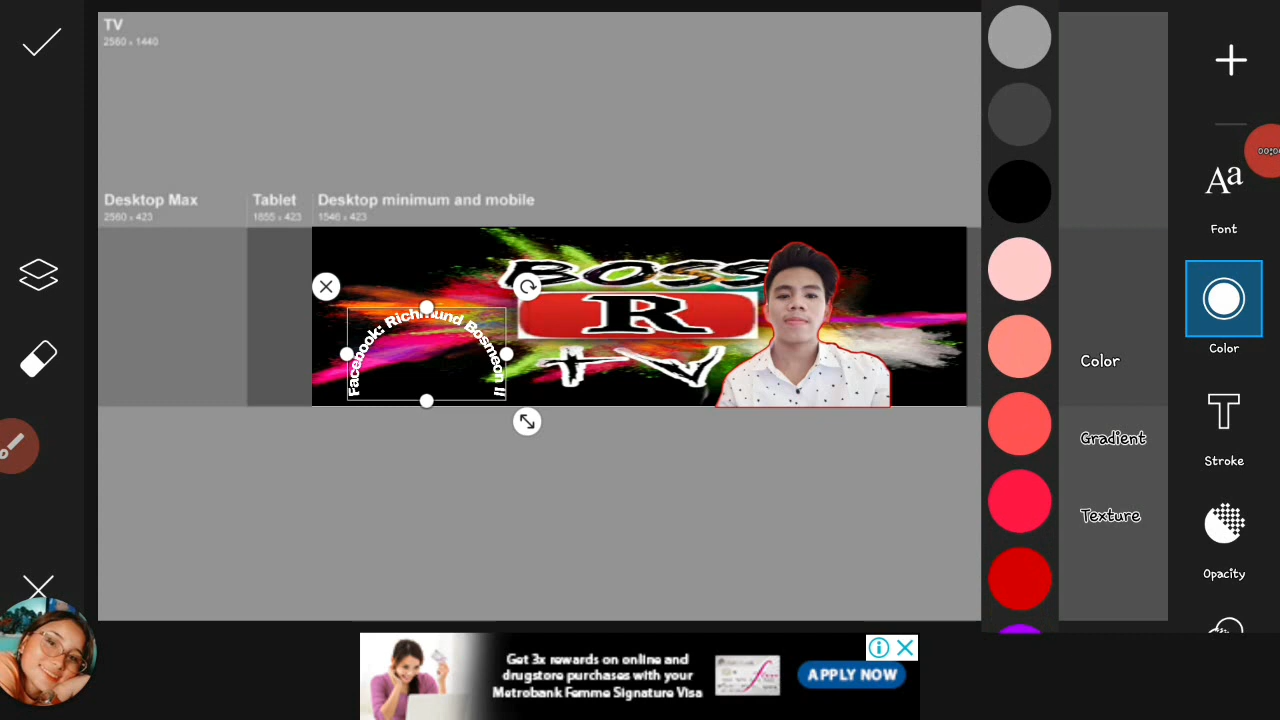 TV
2560 x 1440
Desktop Max
2560 x 423
Tablet
1855 x 423
Desktop minimum and mobile
1546 x 423
BOSS
R
TV
Facebook: Richmund Bosmeon II
Color
Gradient
Texture
Aa
Font
Color
T
Stroke
Opacity
Get 3x rewards on online and
drugstore purchases with your
Metrobank Femme Signature Visa
APPLY NOW